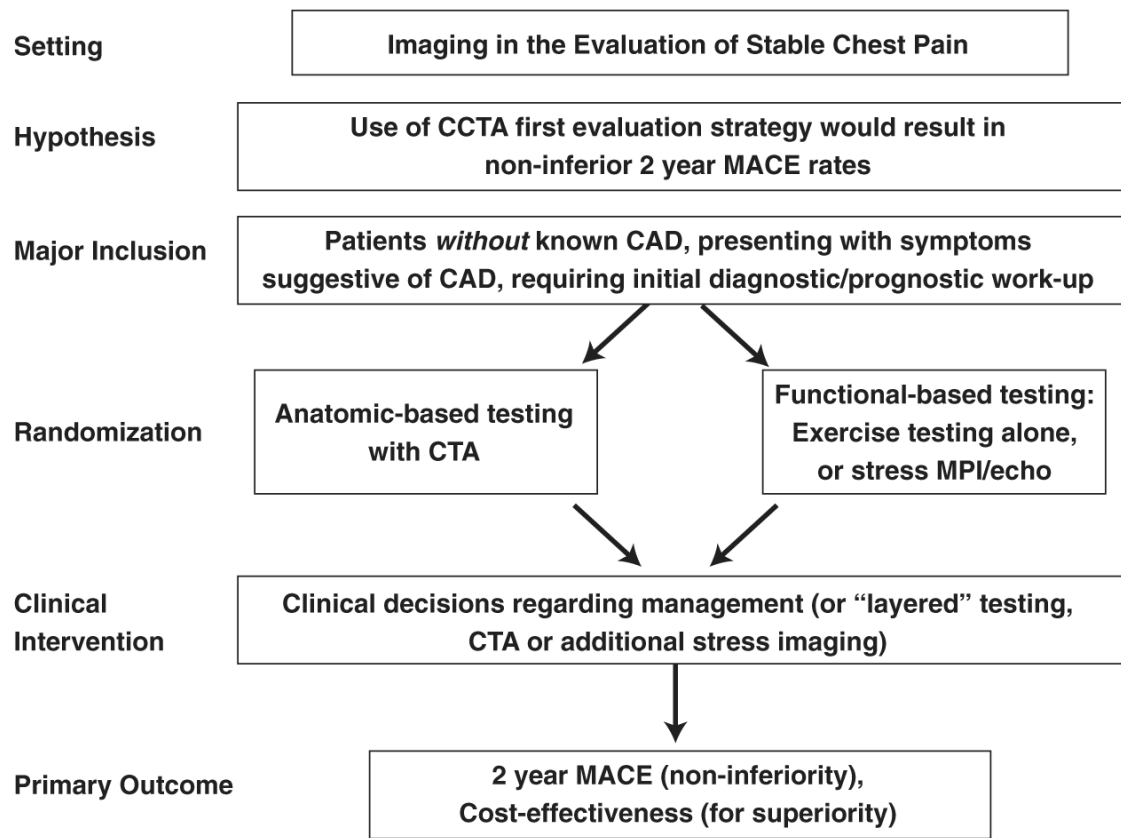 Setting
Imaging in the Evaluation of Stable Chest Pain
Hypothesis
Use of CCTA first evaluation strategy would result in
non-inferior 2 year MACE rates
Major Inclusion
Patients without known CAD, presenting with symptoms
suggestive of CAD, requiring initial diagnostic/prognostic work-up
Randomization
Anatomic-based testing
with CTA
Functional-based testing:
Exercise testing alone,
or stress MPI/echo
Clinical
Intervention
Clinical decisions regarding management (or “layered” testing,
CTA or additional stress imaging)
Primary Outcome
2 year MACE (non-inferiority),
Cost-effectiveness (for superiority)